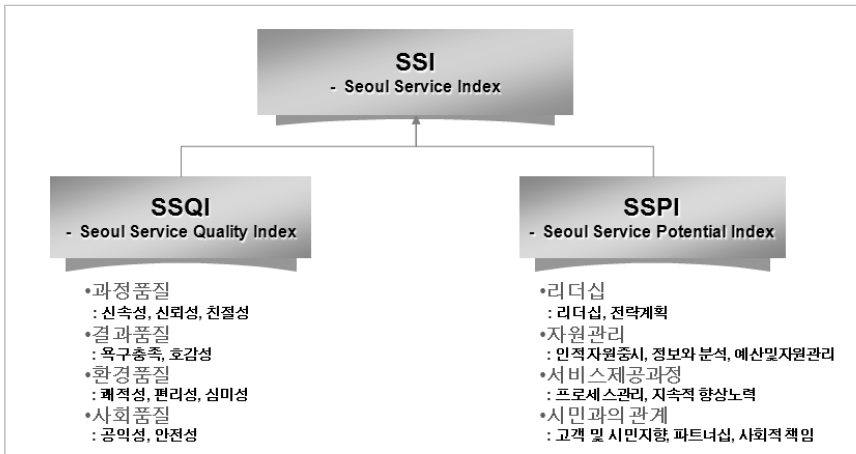 SSI
- Seoul Service Index
SSQI
- Seoul Service Quality Index
•과정품질
: 신속성, 신뢰성, 친절성
•결과품질
: 욕구충족, 호감성
•환경품질
: 쾌적성, 편리성, 심미성
•사회품질
: 공익성, 안전성
SSPI
- Seoul Service Potential Index
•리더십
: 리더십, 전략계획
•자원관리
: 인적자원중시, 정보와 분석, 예산및자원관리
•서비스제공과정
: 프로세스관리, 지속적 향상노력
•시민과의 관계
: 고객 및 시민지향, 파트너십, 사회적 책임